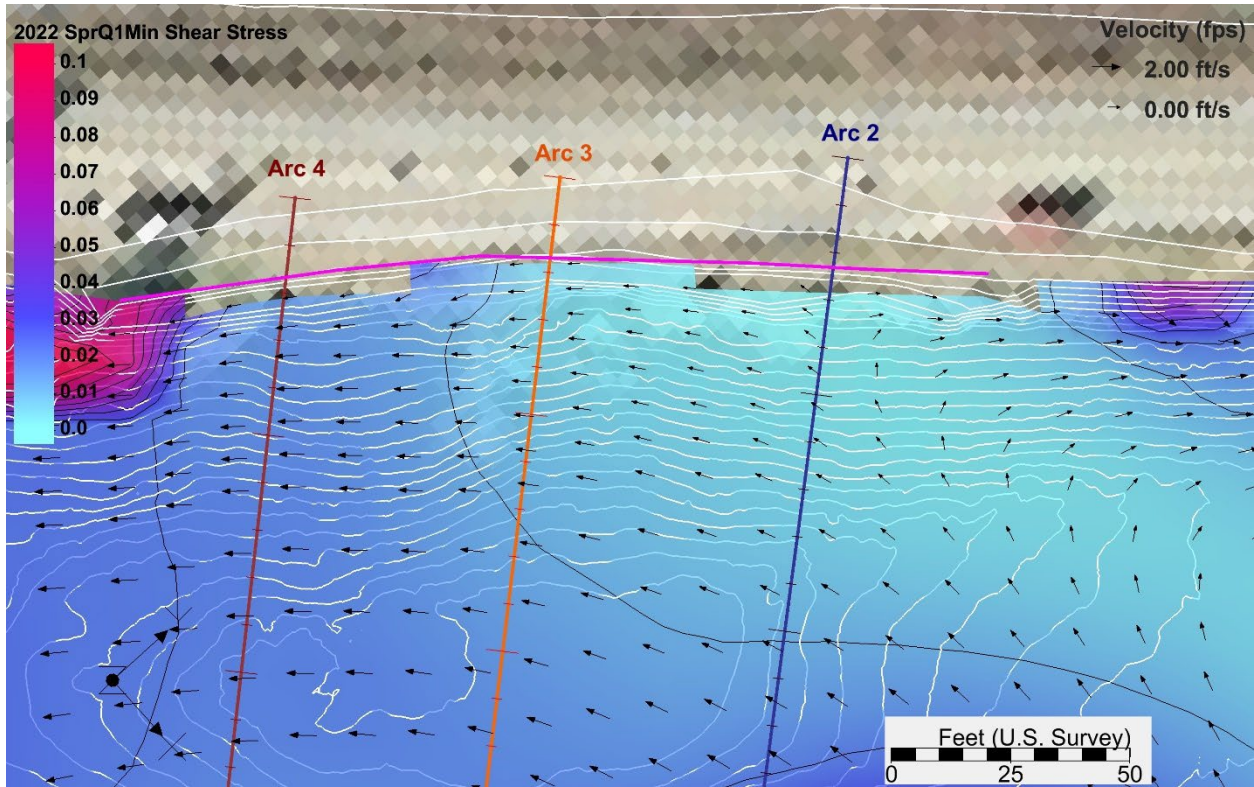 2022 SprQ1Min Shear Stress
0.1
0.09
0.08
0.07
0.06
0.05
0.04
0.03
0.02
0.01
0.0
Velocity (fps)
2.00 ft/s
0.00 ft/s
Arc 4
Arc 3
Arc 2
Feet (U.S. Survey)
0 25 50